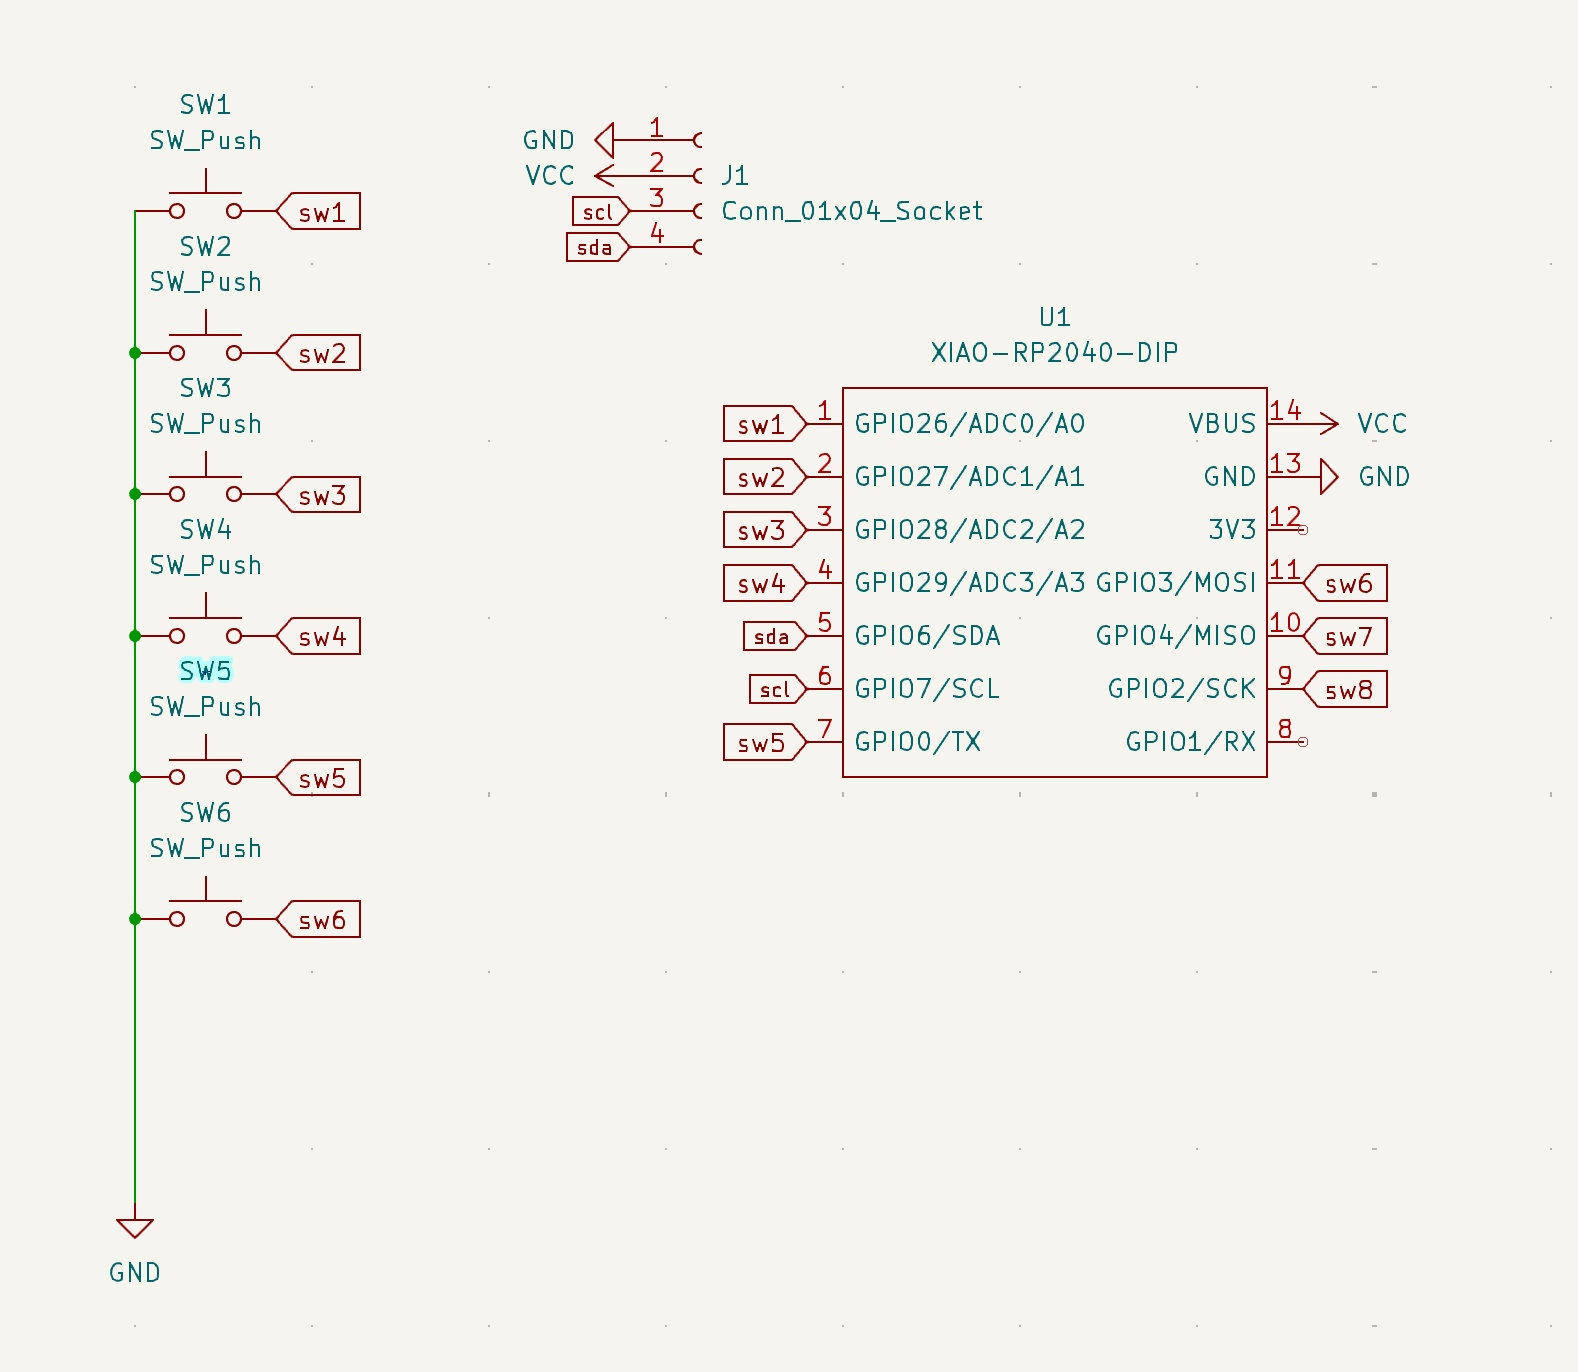 SW1
SW_Push
sw1
SW2
SW_Push
sw2
SW3
SW_Push
sw3
SW4
SW_Push
sw4
SW5
SW_Push
sw5
SW6
SW_Push
sw6
GND
GND 1
VCC 2 J1
scl 3 Conn_01x04_Socket
sda 4
U1
XIAO-RP2040-DIP
sw1 1 GPIO26/ADC0/A0 VBUS 14 VCC
sw2 2 GPIO27/ADC1/A1 GND 13 GND
sw3 3 GPIO28/ADC2/A2 3V3 12
sw4 4 GPIO29/ADC3/A3 GPIO3/MOSI 11 sw6
sda 5 GPIO6/SDA GPIO4/MISO 10 sw7
scl 6 GPIO7/SCL GPIO2/SCK 9 sw8
sw5 7 GPIO0/TX GPIO1/RX 8